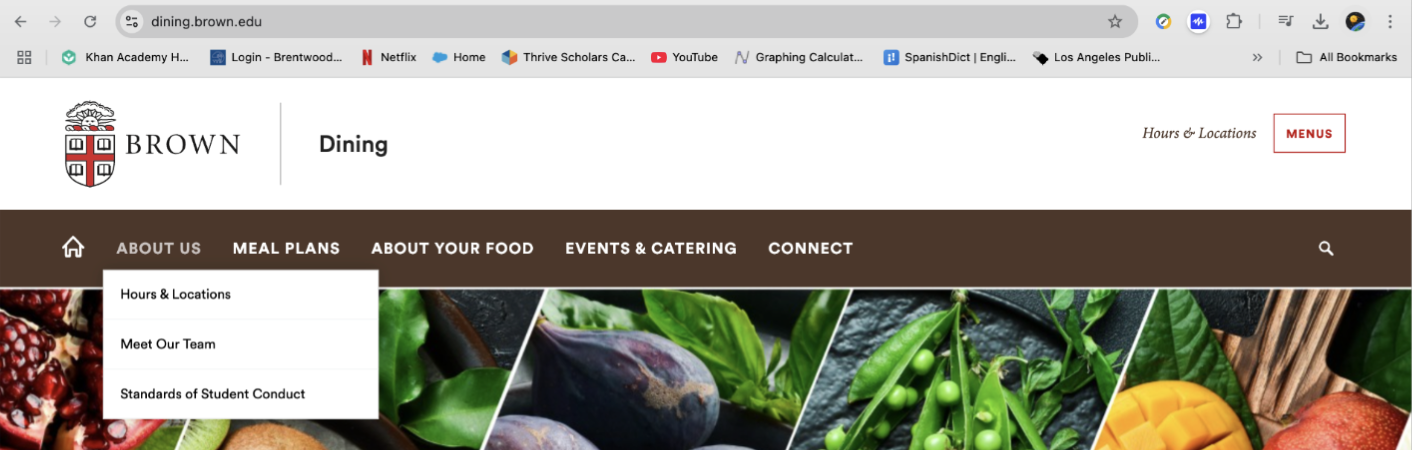 dining.brown.edu
Khan Academy H... Login - Brentwood... Netflix Home Thrive Scholars Ca... YouTube Graphing Calculat... SpanishDict | Engli... Los Angeles Publi... » All Bookmarks
BROWN
Dining
Hours & Locations
MENUS
ABOUT US MEAL PLANS ABOUT YOUR FOOD EVENTS & CATERING CONNECT
Hours & Locations
Meet Our Team
Standards of Student Conduct